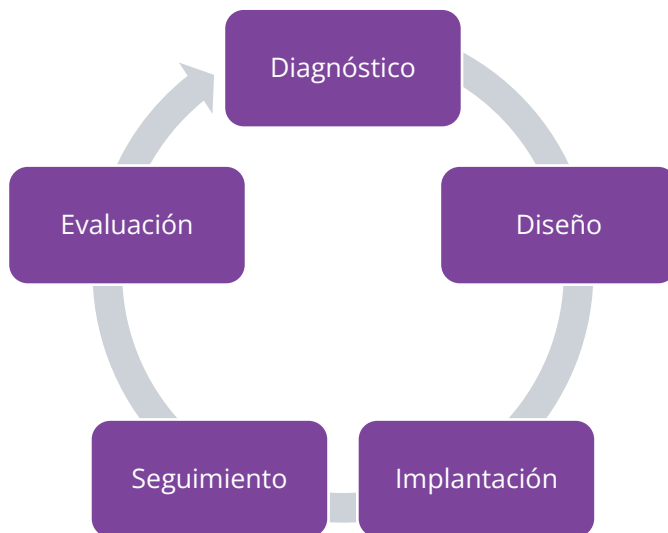 Diagnóstico
Diseño
Implantación
Seguimiento
Evaluación